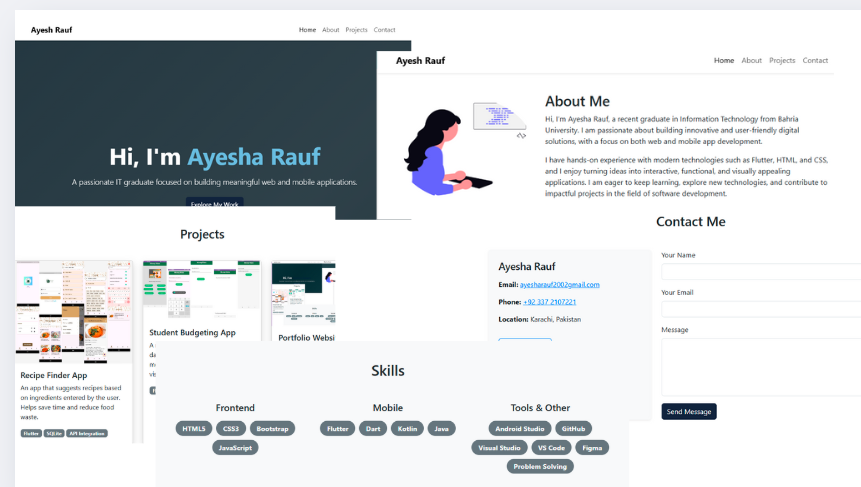 Ayesh Rauf
Home About Projects Contact
Hi, I'm Ayesha Rauf
A passionate IT graduate focused on building meaningful web and mobile applications.
Explore My Work
Ayesh Rauf
Home About Projects Contact
About Me
Hi, I'm Ayesha Rauf, a recent graduate in Information Technology from Bahria
University. I am passionate about building innovative and user-friendly digital
solutions, with a focus on both web and mobile app development.
I have hands-on experience with modern technologies such as Flutter, HTML, and CSS,
and I enjoy turning ideas into interactive, functional, and visually appealing
applications. I am eager to keep learning, explore new technologies, and contribute to
impactful projects in the field of software development.
Projects
Recipe Finder App
An app that suggests recipes based
on ingredients entered by the user.
Helps save time and reduce food
waste.
Flutter SQLite API Integration
Student Budgeting App
Portfolio Websi
Contact Me
Ayesha Rauf
Email: ayesharauf2002gmail.com
Phone: +92 337 2107221
Location: Karachi, Pakistan
Your Name
Your Email
Message
Send Message
Skills
Frontend
HTML5 CSS3 Bootstrap
JavaScript
Mobile
Flutter Dart Kotlin Java
Tools & Other
Android Studio GitHub
Visual Studio VS Code Figma
Problem Solving